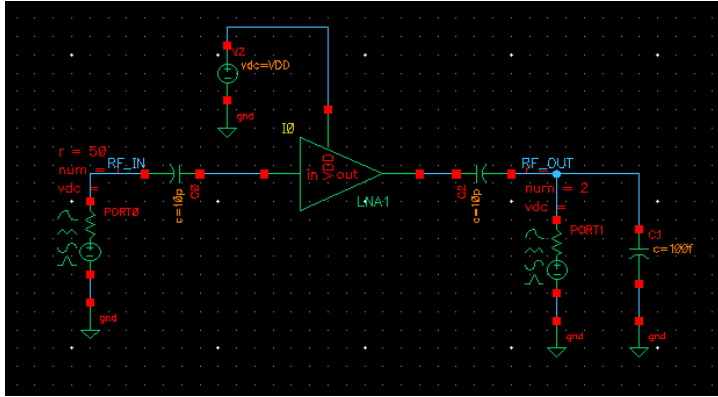 V2
vdc=VDD
gnd
I0
r = 50
RF_IN
num =
vdc =
in VDD out
RF_OUT
C0
c=10p
C2
c=10p
LNA1
num = 2
vdc =
PORT0
PORT1
C1
c=100f
gnd
gnd
gnd